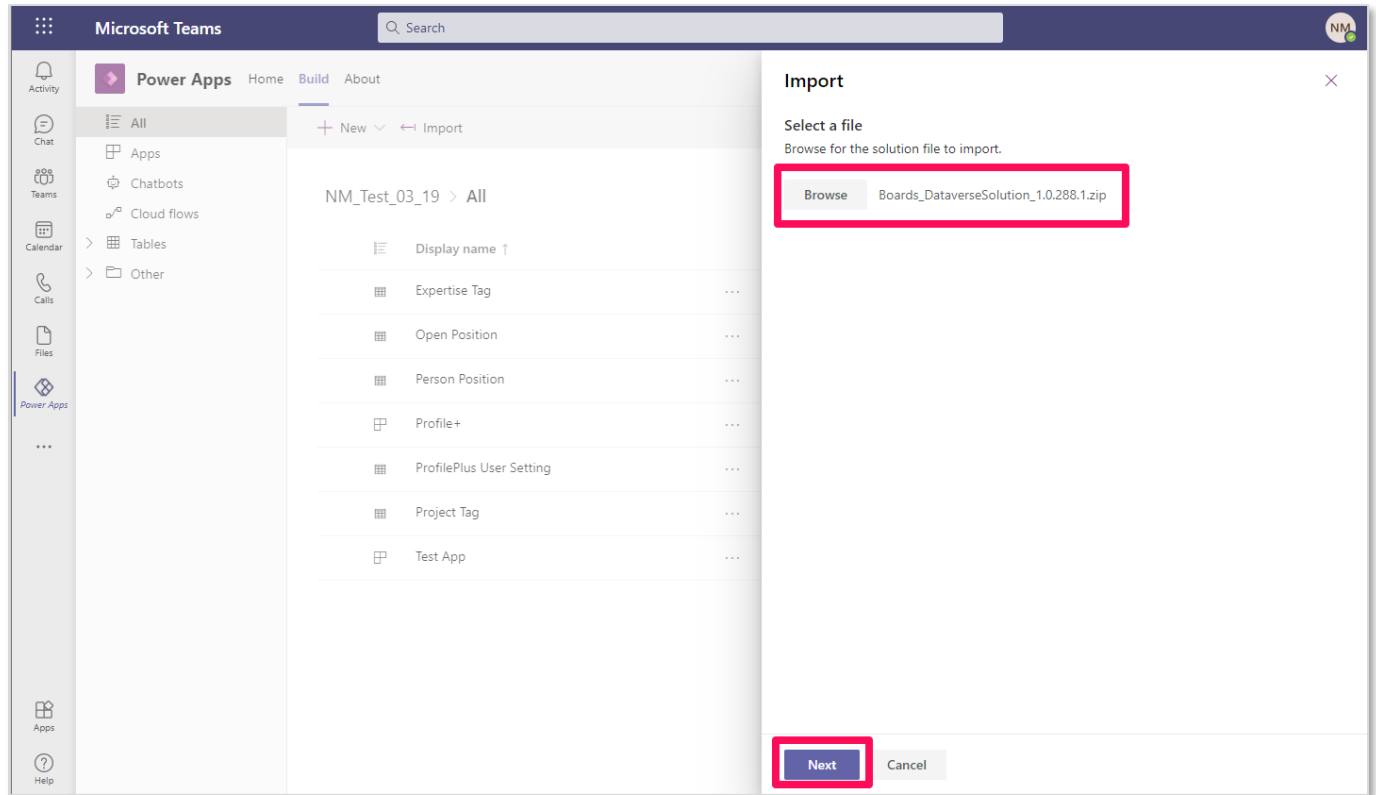 Microsoft Teams
Search
NM
Activity
Chat
Teams
Calendar
Calls
Files
Power Apps
Apps
Help
Power Apps Home Build About
All
Apps
Chatbots
Cloud flows
Tables
Other
New Import
NM_Test_03_19 > All
Display name ↑
Expertise Tag
Open Position
Person Position
Profile+
ProfilePlus User Setting
Project Tag
Test App
Import
Select a file
Browse for the solution file to import.
Browse Boards_DataverseSolution_1.0.288.1.zip
Next Cancel